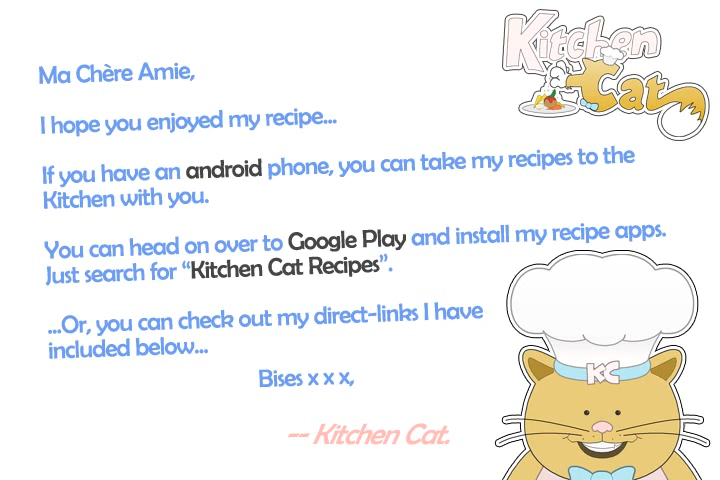 Kitchen
Cat
Ma Chère Amie,
I hope you enjoyed my recipe...
If you have an android phone, you can take my recipes to the
Kitchen with you.
You can head on over to Google Play and install my recipe apps.
Just search for “Kitchen Cat Recipes”.
...Or, you can check out my direct-links I have
included below...
Bises x x x,
-- Kitchen Cat.
KC